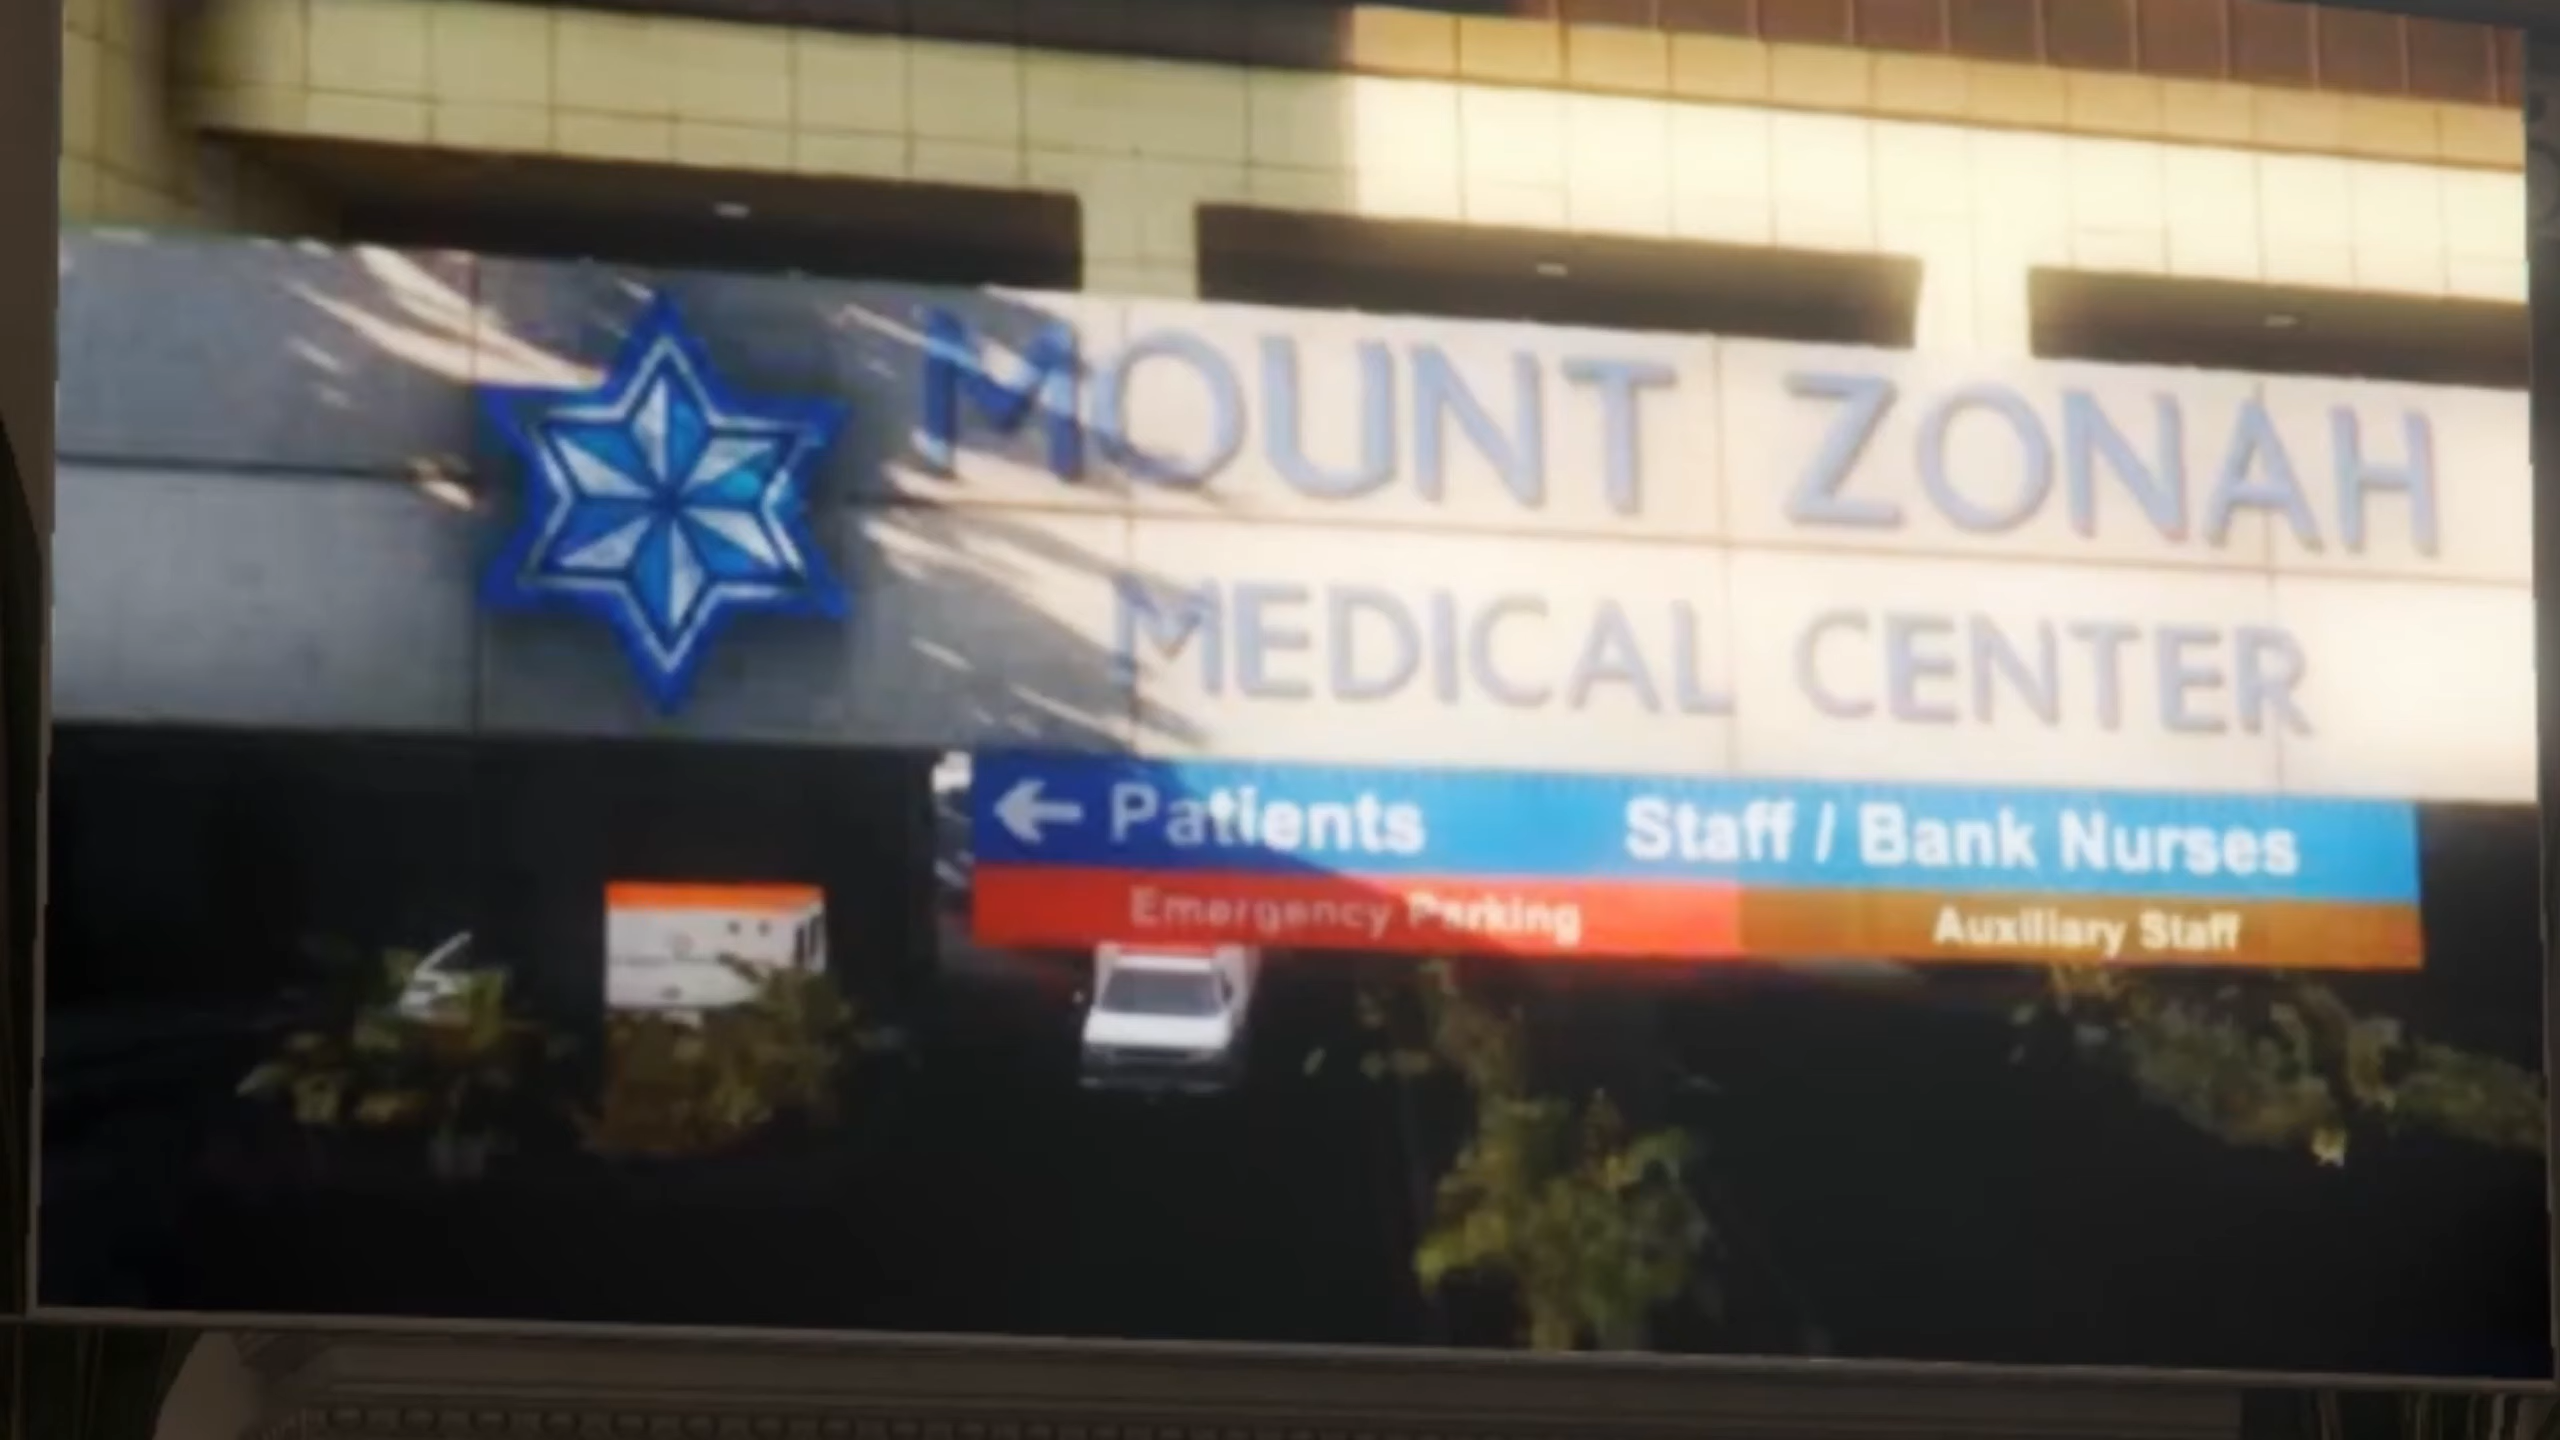 MOUNT ZONAH
MEDICAL CENTER
Patients
Staff / Bank Nurses
Emergency Parking
Auxiliary Staff